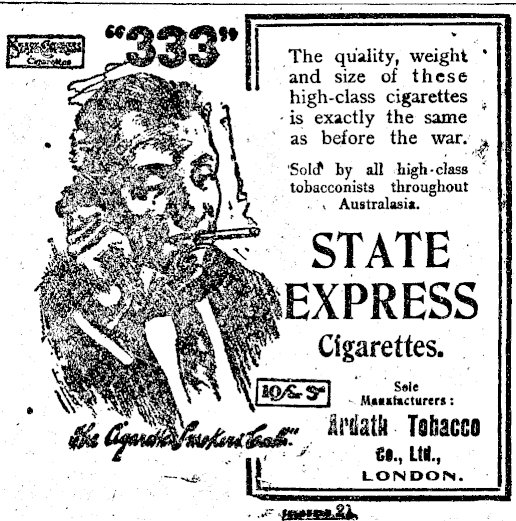 "333"
STATE EXPRESS
Cigarettes
The quality, weight
and size of these
high-class cigarettes
is exactly the same
as before the war.
Sold by all high-class
tobacconists throughout
Australasia.
STATE
EXPRESS
Cigarettes.
10/-
Sole
Manufacturers :
Ardath Tobacco
Co., Ltd.,
LONDON.
The Cigarette Smokers